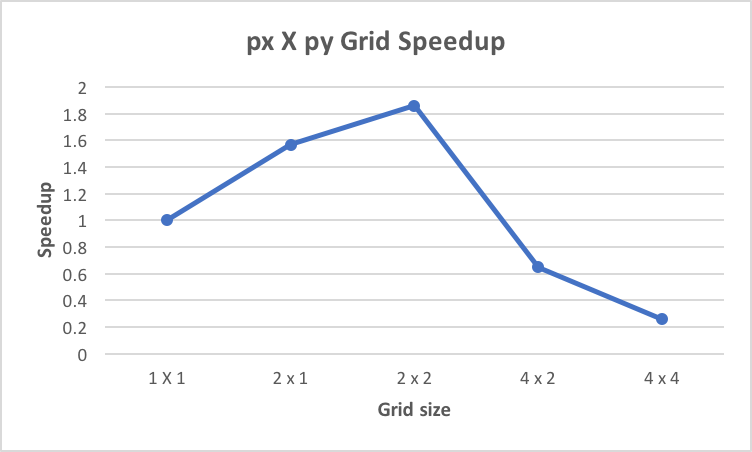 px X py Grid Speedup
2
1.8
1.6
1.4
1.2
1
0.8
0.6
0.4
0.2
0
Speedup
1 X 1
2 x 1
2 x 2
4 x 2
4 x 4
Grid size